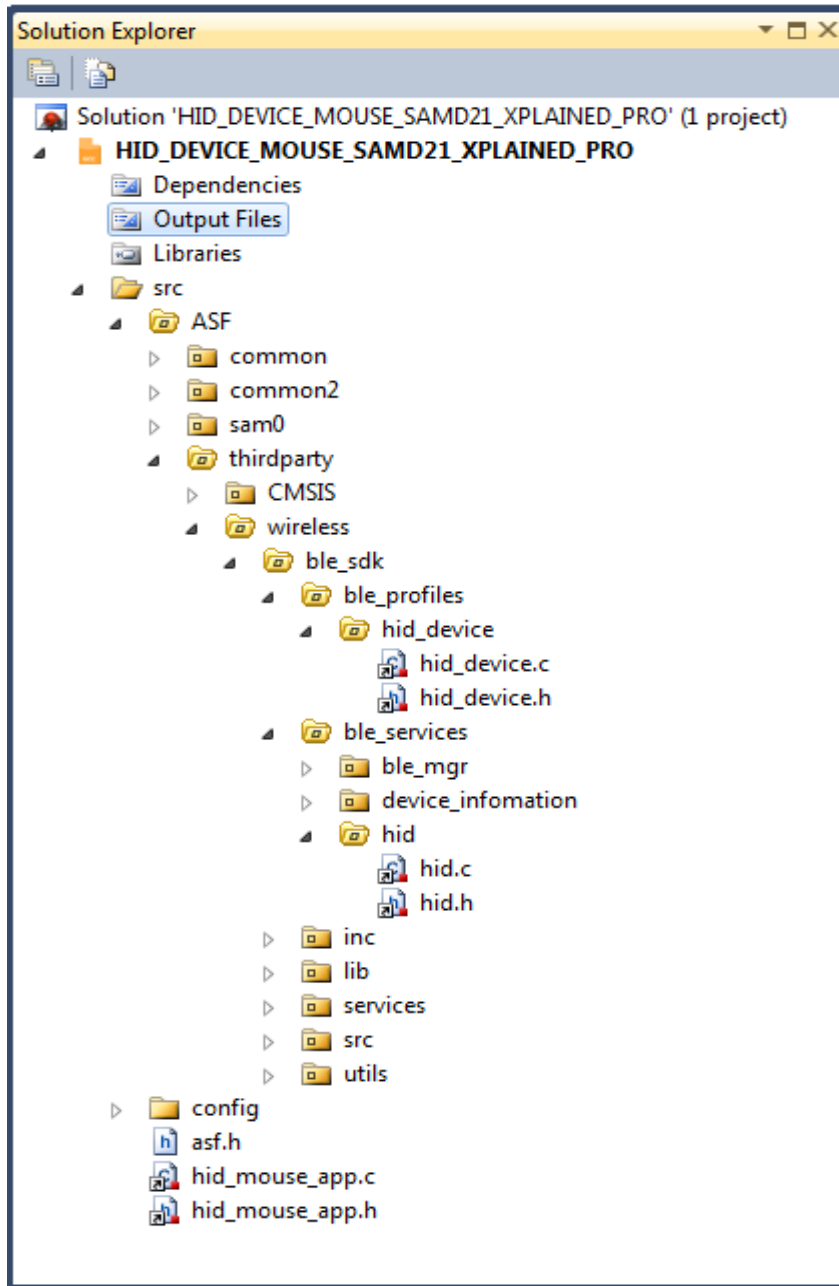 Solution Explorer
Solution 'HID_DEVICE_MOUSE_SAMD21_XPLAINED_PRO' (1 project)
HID_DEVICE_MOUSE_SAMD21_XPLAINED_PRO
Dependencies
Output Files
Libraries
src
ASF
common
common2
sam0
thirdparty
CMSIS
wireless
ble_sdk
ble_profiles
hid_device
hid_device.c
hid_device.h
ble_services
ble_mgr
device_infomation
hid
hid.c
hid.h
inc
lib
services
src
utils
config
asf.h
hid_mouse_app.c
hid_mouse_app.h